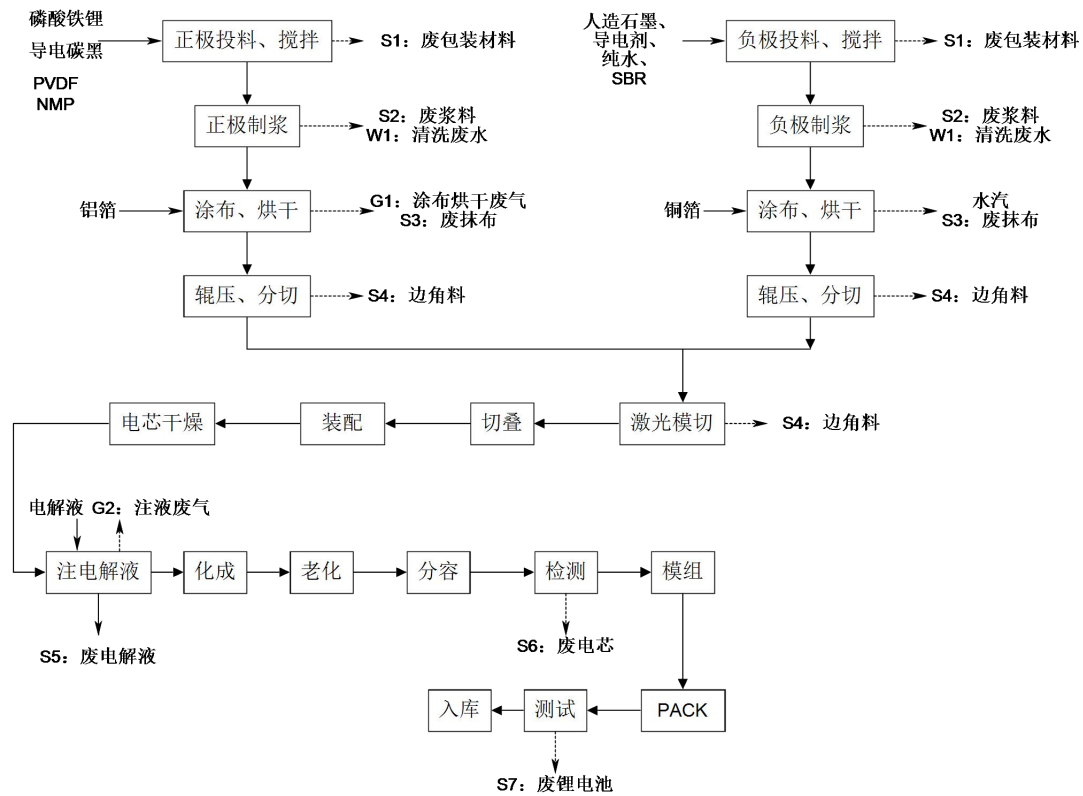 磷酸铁锂
导电碳黑
PVDF
NMP
正极投料、搅拌
S1：废包装材料
人造石墨、
导电剂、
纯水、
SBR
负极投料、搅拌
S1：废包装材料
正极制浆
S2：废浆料
W1：清洗废水
负极制浆
S2：废浆料
W1：清洗废水
铝箔
涂布、烘干
G1：涂布烘干废气
S3：废抹布
铜箔
涂布、烘干
水汽
S3：废抹布
辊压、分切
S4：边角料
辊压、分切
S4：边角料
电芯干燥
装配
切叠
激光模切
S4：边角料
电解液
G2：注液废气
注电解液
化成
老化
分容
检测
模组
S5：废电解液
S6：废电芯
入库
测试
PACK
S7：废锂电池